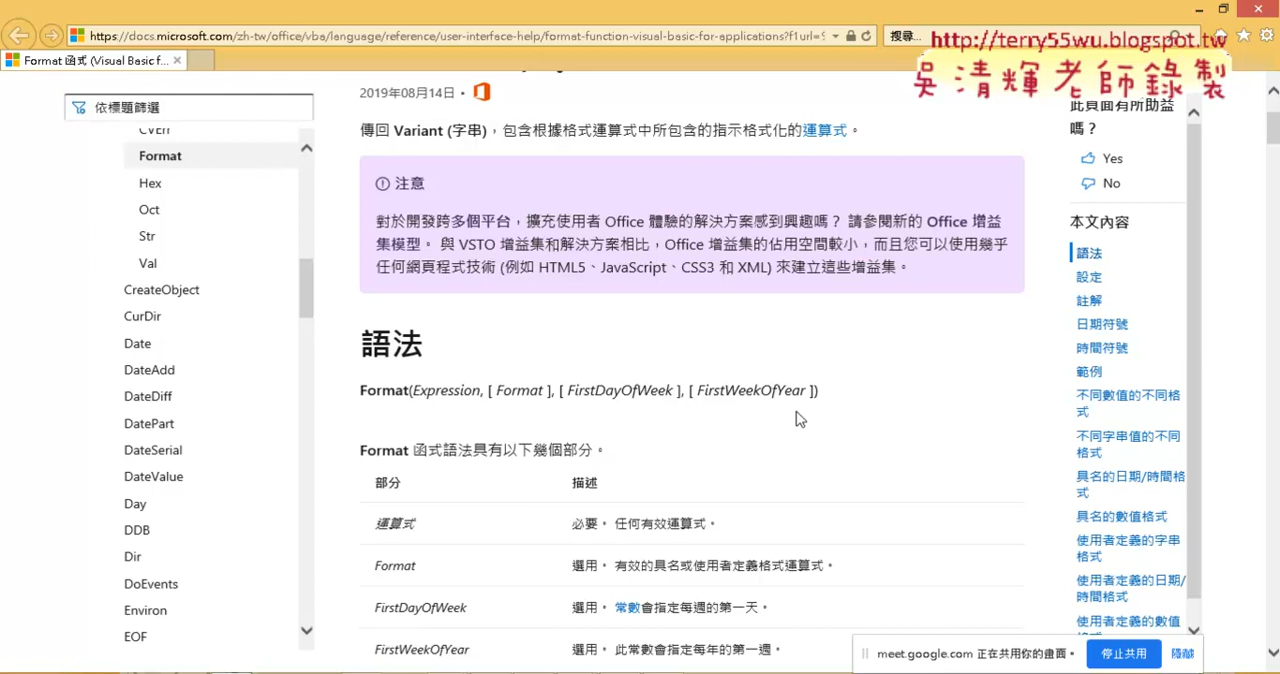 https://docs.microsoft.com/zh-tw/office/vba/language/reference/user-interface-help/format-function-visual-basic-for-applications?f1url=
搜尋...
Format 函式 (Visual Basic f...
http://terry55wu.blogspot.tw
吳清輝老師錄製
依標題篩選
CVErr
Format
Hex
Oct
Str
Val
CreateObject
CurDir
Date
DateAdd
DateDiff
DatePart
DateSerial
DateValue
Day
DDB
Dir
DoEvents
Environ
EOF
2019年08月14日 •
傳回 Variant (字串)，包含根據格式運算式中所包含的指示格式化的運算式。
注意
對於開發跨多個平台，擴充使用者 Office 體驗的解決方案感到興趣嗎？ 請參閱新的 Office 增益
集模型。 與 VSTO 增益集和解決方案相比，Office 增益集的佔用空間較小，而且您可以使用幾乎
任何網頁程式技術 (例如 HTML5、JavaScript、CSS3 和 XML) 來建立這些增益集。
語法
Format(Expression, [ Format ], [ FirstDayOfWeek ], [ FirstWeekOfYear ])
Format 函式語法具有以下幾個部分。
部分 描述
運算式 必要。 任何有效運算式。
Format 選用。 有效的具名或使用者定義格式運算式。
FirstDayOfWeek 選用。 常數會指定每週的第一天。
FirstWeekOfYear 選用。 此常數會指定每年的第一週。
此頁面有所助益
嗎？
Yes
No
本文內容
語法
設定
註解
日期符號
時間符號
範例
不同數值的不同格
式
不同字串值的不同
格式
具名的日期/時間格
式
具名的數值格式
使用者定義的字串
格式
使用者定義的日期/
時間格式
使用者定義的數值
meet.google.com 正在共用你的畫面。
停止共用
隱藏